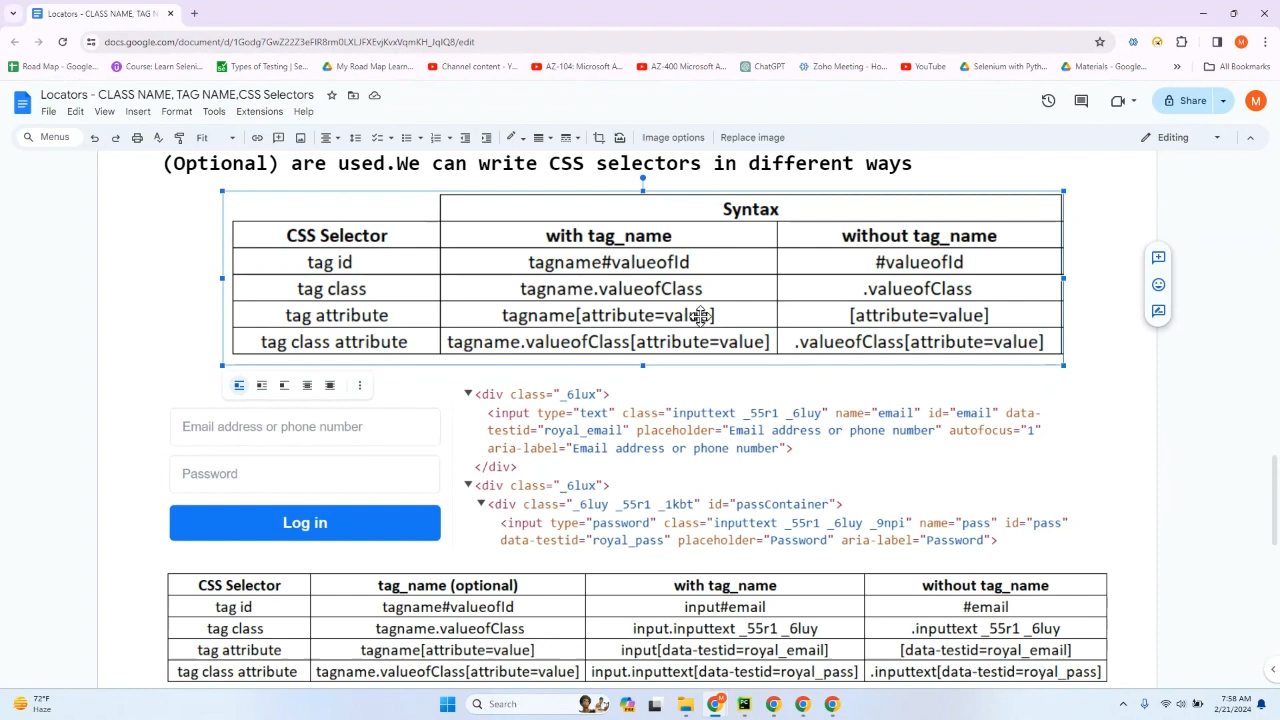 Locators - CLASS NAME, TAG N
docs.google.com/document/d/1Godg7GwZ22Z3eFIR8rm0LXLIFXEvjKvxVqmKH_JqIQ8/edit
Road Map - Google... Course: Learn Seleni... Types of Testing | Se... My Road Map Lear... Channel content - Y... AZ-104: Microsoft A... AZ-400 Microsoft A... ChatGPT Zoho Meeting - Ho... YouTube Selenium with Pyth... Materials - Google... » All Bookmarks
Locators - CLASS NAME, TAG NAME,CSS Selectors
File Edit View Insert Format Tools Extensions Help
Share M
Menus Fit Image options Replace image Editing
(Optional) are used.We can write CSS selectors in different ways
Syntax
CSS Selector with tag_name without tag_name
tag id tagname#valueofId #valueofId
tag class tagname.valueofClass .valueofClass
tag attribute tagname[attribute=value] [attribute=value]
tag class attribute tagname.valueofClass[attribute=value] .valueofClass[attribute=value]
<div class="_6lux">
Email address or phone number <input type="text" class="inputtext _55r1 _6luy" name="email" id="email" data-
testid="royal_email" placeholder="Email address or phone number" autofocus="1"
aria-label="Email address or phone number">
Password </div>
<div class="_6lux">
<div class="_6luy _55r1 _1kbt" id="passContainer">
Log in <input type="password" class="inputtext _55r1 _6luy _9npi" name="pass" id="pass"
data-testid="royal_pass" placeholder="Password" aria-label="Password">
CSS Selector tag_name (optional) with tag_name without tag_name
tag id tagname#valueofId input#email #email
tag class tagname.valueofClass input.inputtext _55r1 _6luy .inputtext _55r1 _6luy
tag attribute tagname[attribute=value] input[data-testid=royal_email] [data-testid=royal_email]
tag class attribute tagname.valueofClass[attribute=value] input.inputtext[data-testid=royal_pass] .inputtext[data-testid=royal_pass]
72°F Search 7:58 AM
Haze 2/21/2024